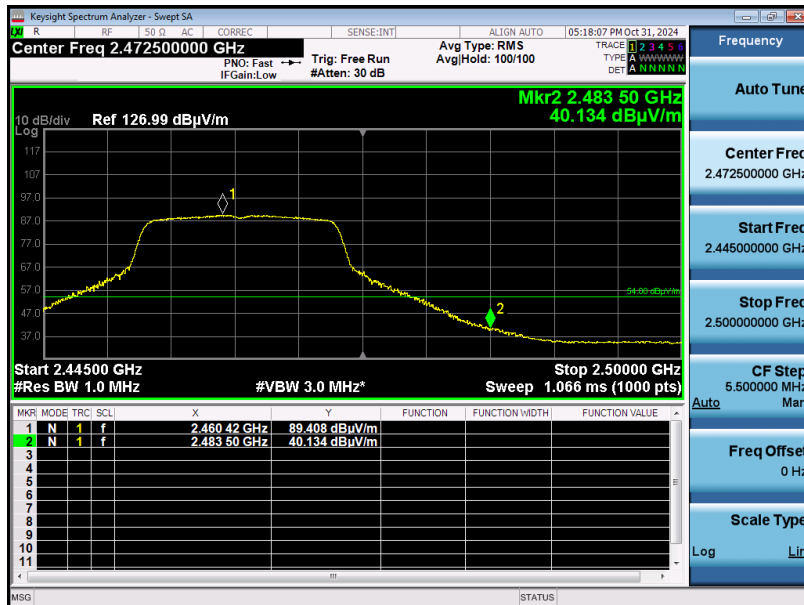 Keysight Spectrum Analyzer - Swept SA
LXI R RF 50 Ω AC CORREC SENSE:INT ALIGN AUTO 05:18:07 PM Oct 31, 2024
Center Freq 2.472500000 GHz
PNO: Fast
IFGain:Low
Trig: Free Run
#Atten: 30 dB
Avg Type: RMS
Avg|Hold: 100/100
TRACE 1 2 3 4 5 6
TYPE A WWWWW
DET A N N N N N
Mkr2 2.483 50 GHz
40.134 dBµV/m
10 dB/div Ref 126.99 dBµV/m
Log
117
107
97.0
87.0
77.0
67.0
57.0
47.0
37.0
1
54.00 dBµV/m
2
Start 2.44500 GHz Stop 2.50000 GHz
#Res BW 1.0 MHz #VBW 3.0 MHz* Sweep 1.066 ms (1000 pts)
MKR MODE TRC SCL X Y FUNCTION FUNCTION WIDTH FUNCTION VALUE
1 N 1 f 2.460 42 GHz 89.408 dBµV/m
2 N 1 f 2.483 50 GHz 40.134 dBµV/m
3
4
5
6
7
8
9
10
11
MSG STATUS
Frequency
Auto Tune
Center Freq
2.472500000 GHz
Start Freq
2.445000000 GHz
Stop Freq
2.500000000 GHz
CF Step
5.500000 MHz
Auto Man
Freq Offset
0 Hz
Scale Type
Log Lin